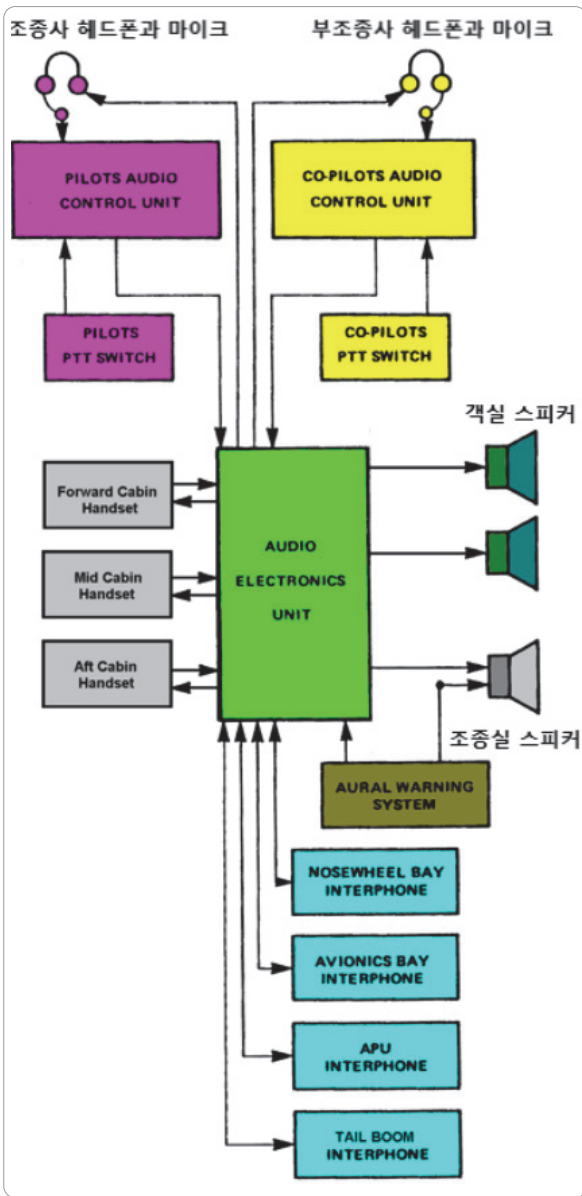 조종사 헤드폰과 마이크
부조종사 헤드폰과 마이크
PILOTS AUDIO
CONTROL UNIT
CO-PILOTS AUDIO
CONTROL UNIT
PILOTS
PTT SWITCH
CO-PILOTS
PTT SWITCH
객실 스피커
Forward Cabin
Handset
Mid Cabin
Handset
Aft Cabin
Handset
AUDIO
ELECTRONICS
UNIT
조종실 스피커
AURAL WARNING
SYSTEM
NOSEWHEEL BAY
INTERPHONE
AVIONICS BAY
INTERPHONE
APU
INTERPHONE
TAIL BOOM
INTERPHONE